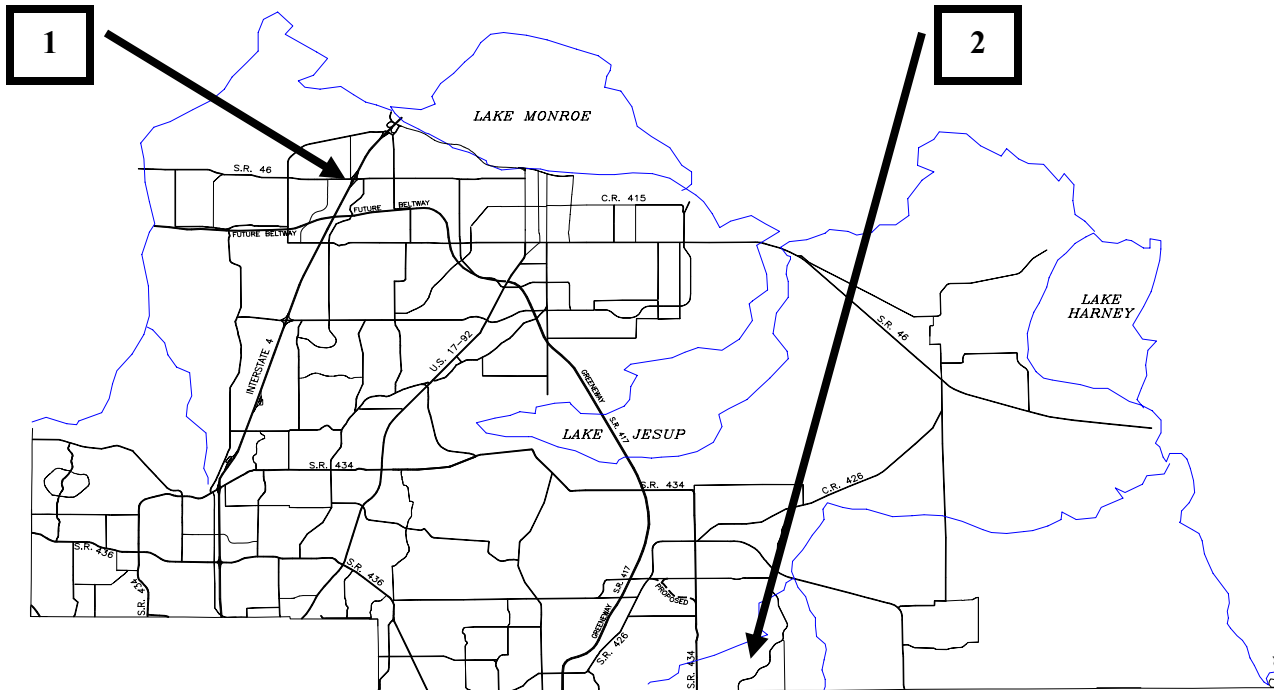 1
2
LAKE MONROE
S.R. 46
C.R. 415
FUTURE BELTWAY
FUTURE BELTWAY
LAKE
HARNEY
S.R. 46
U.S. 17-92
INTERSTATE 4
GREENEWAY
S.R. 417
LAKE JESUP
S.R. 434
S.R. 434
C.R. 426
S.R. 436
S.R. 436
S.R. 434
S.R. 417
PROPOSED
GREENEWAY
S.R. 426
S.R. 434